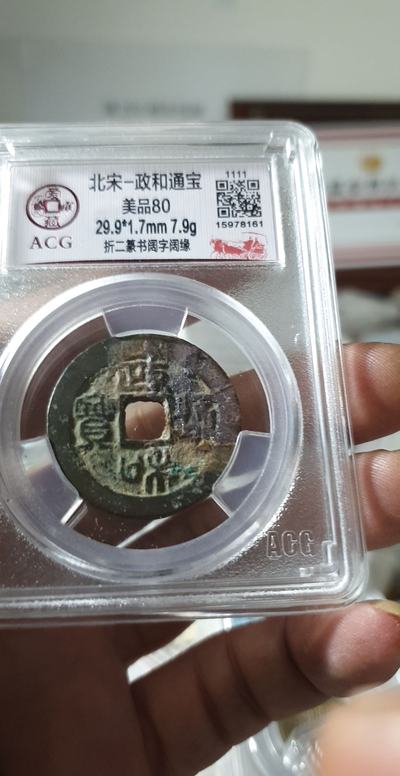 北宋-政和通宝
美品80
29.9*1.7mm 7.9g
折二篆书阔字阔缘
ACG
1111
15978161
政
通
寶
和
ACG